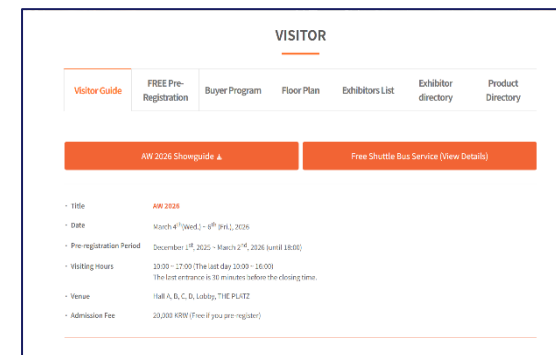 VISITOR
Visitor Guide
FREE Pre-
Registration
Buyer Program
Floor Plan
Exhibitors List
Exhibitor
directory
Product
Directory
AW 2026 Showguide
Free Shuttle Bus Service (View Details)
Title AW 2026
Date March 4th(Wed.) – 6th (Fri.), 2026
Pre-registration Period December 1st, 2025 – March 2nd, 2026 (until 18:00)
Visiting Hours 10:00 – 17:00 (The last day 10:00 – 16:00)
The last entrance is 30 minutes before the closing time.
Venue Hall A, B, C, D, Lobby, THE PLATZ
Admission Fee 20,000 KRW (Free if you pre-register)